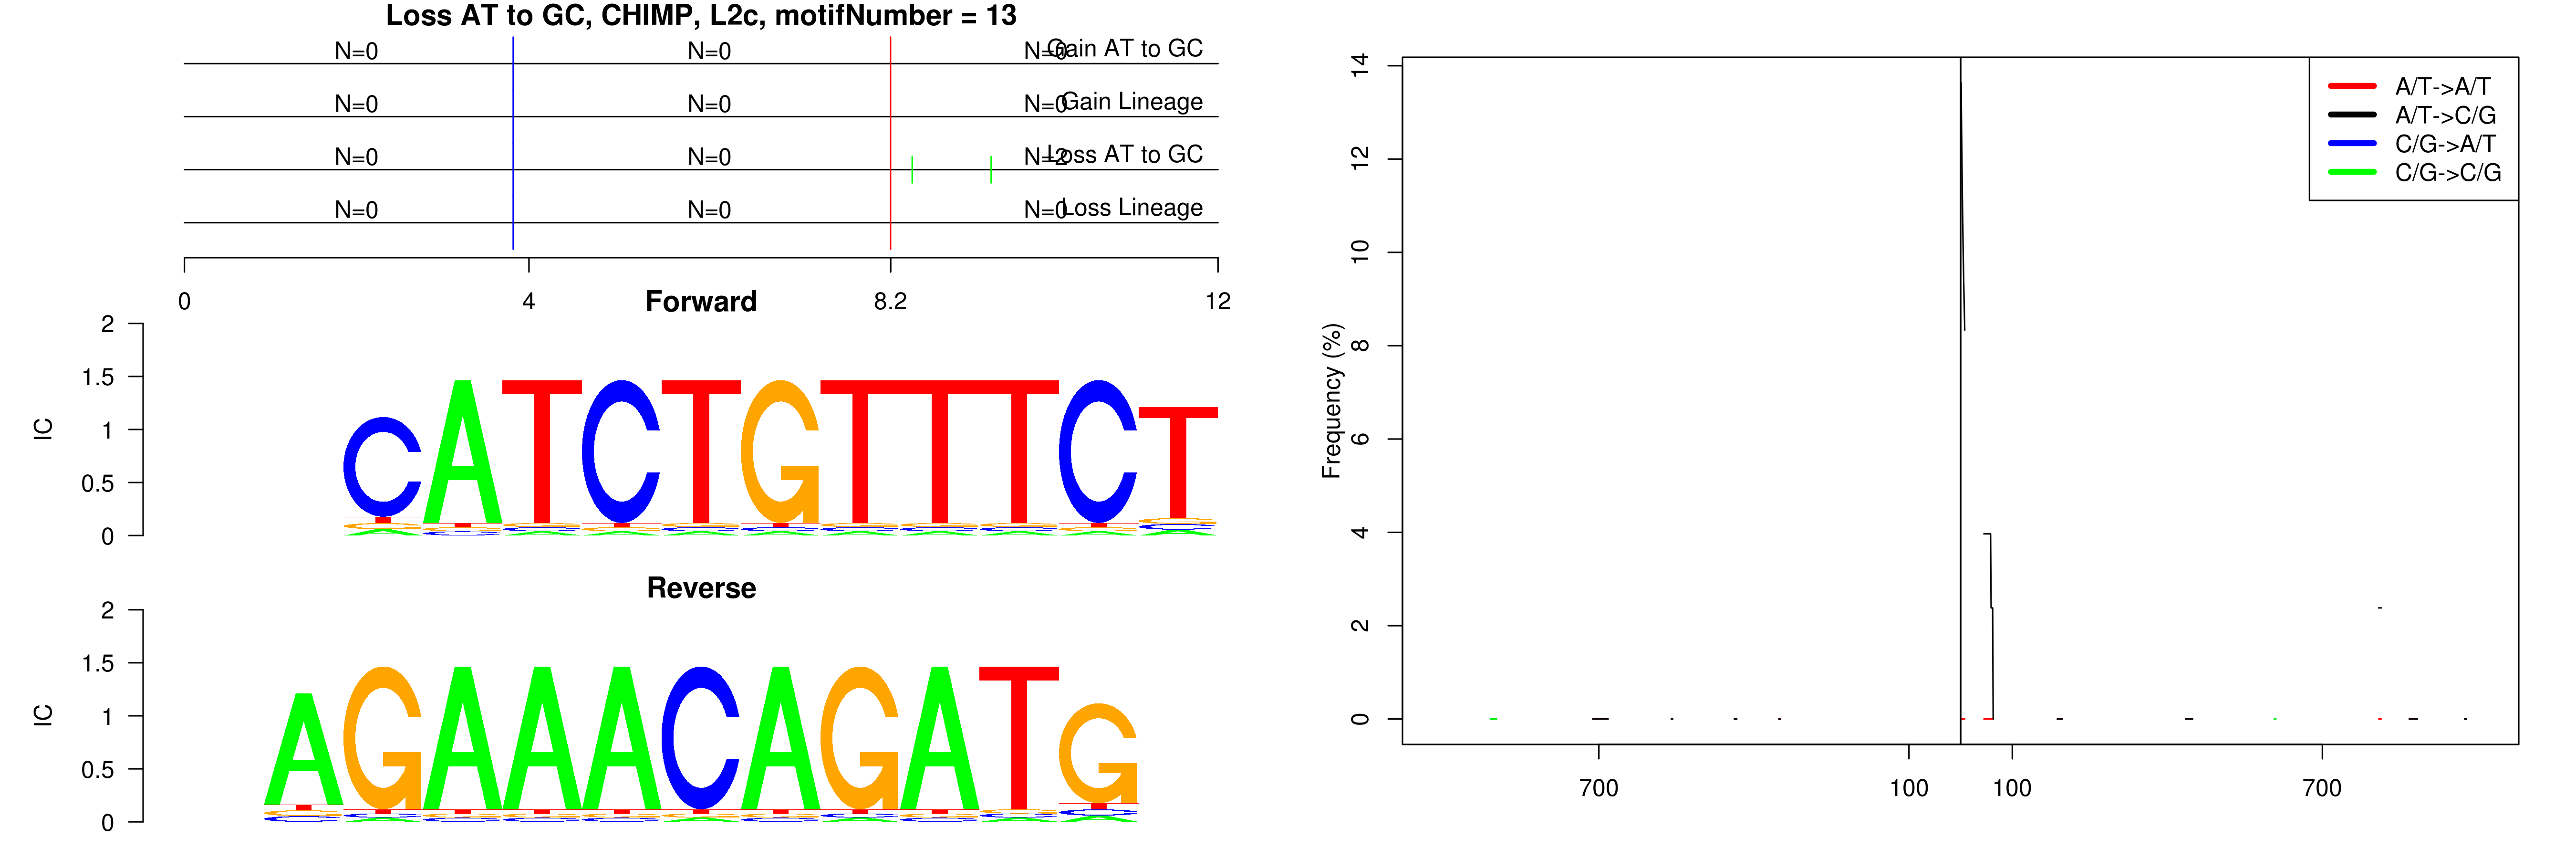 Loss AT to GC, CHIMP, L2c, motifNumber = 13
N=0 N=0 N=0 Gain AT to GC
N=0 N=0 N=0 Gain Lineage
N=0 N=0 N=2 Loss AT to GC
N=0 N=0 N=0 Loss Lineage
0 4 8.2 12
Forward
IC
2
1.5
1
0.5
0
CATCTGTTTCT
Reverse
IC
2
1.5
1
0.5
0
AGAAACAGATG
Frequency (%)
14
12
10
8
6
4
2
0
700 100 100 700
A/T->A/T
A/T->C/G
C/G->A/T
C/G->C/G